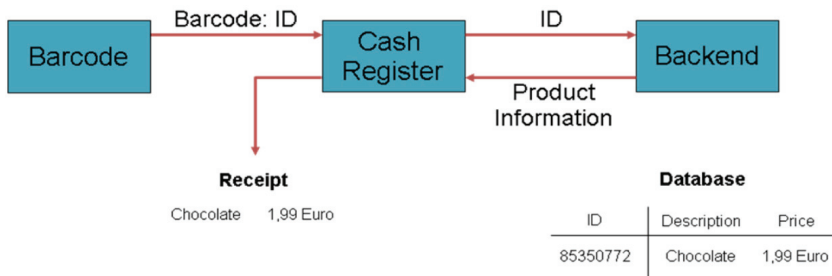 Barcode: ID
ID
Barcode
Cash
Register
Backend
Product
Information
Receipt
Chocolate 1,99 Euro
Database
ID Description Price
85350772 Chocolate 1,99 Euro